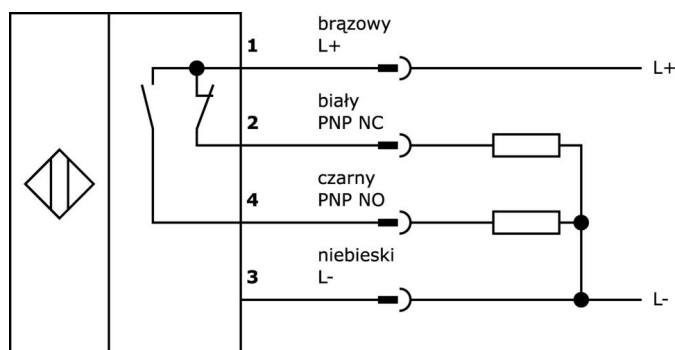 brązowy
1 L+ L+
biały
2 PNP NC
czarny
4 PNP NO
niebieski
3 L- L-